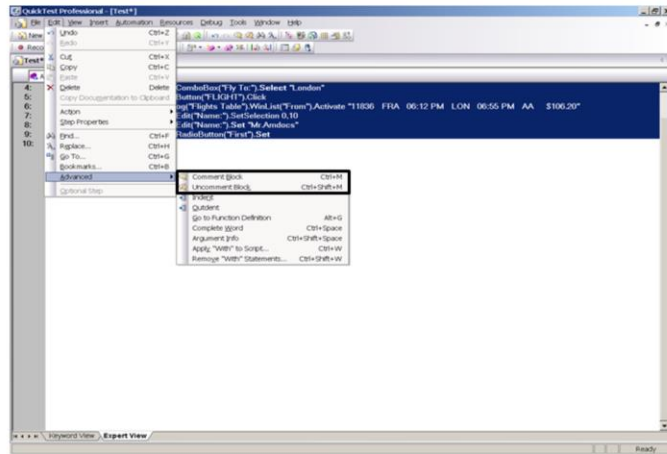 QuickTest Professional - [Test*]
File Edit View Insert Automation Resources Debug Tools Window Help
New
Undo Ctrl+Z
Redo Ctrl+Y
Cut Ctrl+X
Copy Ctrl+C
Paste Ctrl+V
Delete Delete
Copy Documentation to Clipboard
Action
Step Properties
Find... Ctrl+F
Replace... Ctrl+H
Go To... Ctrl+G
Bookmarks... Ctrl+B
Advanced
Optional Step
Reco
Test*
4: ComboBox("Fly To:").Select "London"
5: Button("FLIGHT").Click
6: og("Flights Table").WinList("From").Activate "11836 FRA 06:12 PM LON 06:55 PM AA $106.20"
7: Edit("Name:").SetSelection 0,10
8: Edit("Name:").Set "Mr.Amdocs"
9: RadioButton("First").Set
10:
Comment Block Ctrl+M
Uncomment Block Ctrl+Shift+M
Indent
Outdent
Go to Function Definition Alt+G
Complete Word Ctrl+Space
Argument Info Ctrl+Shift+Space
Apply "With" to Script... Ctrl+W
Remove "With" Statements... Ctrl+Shift+W
Keyword View Expert View
Ready